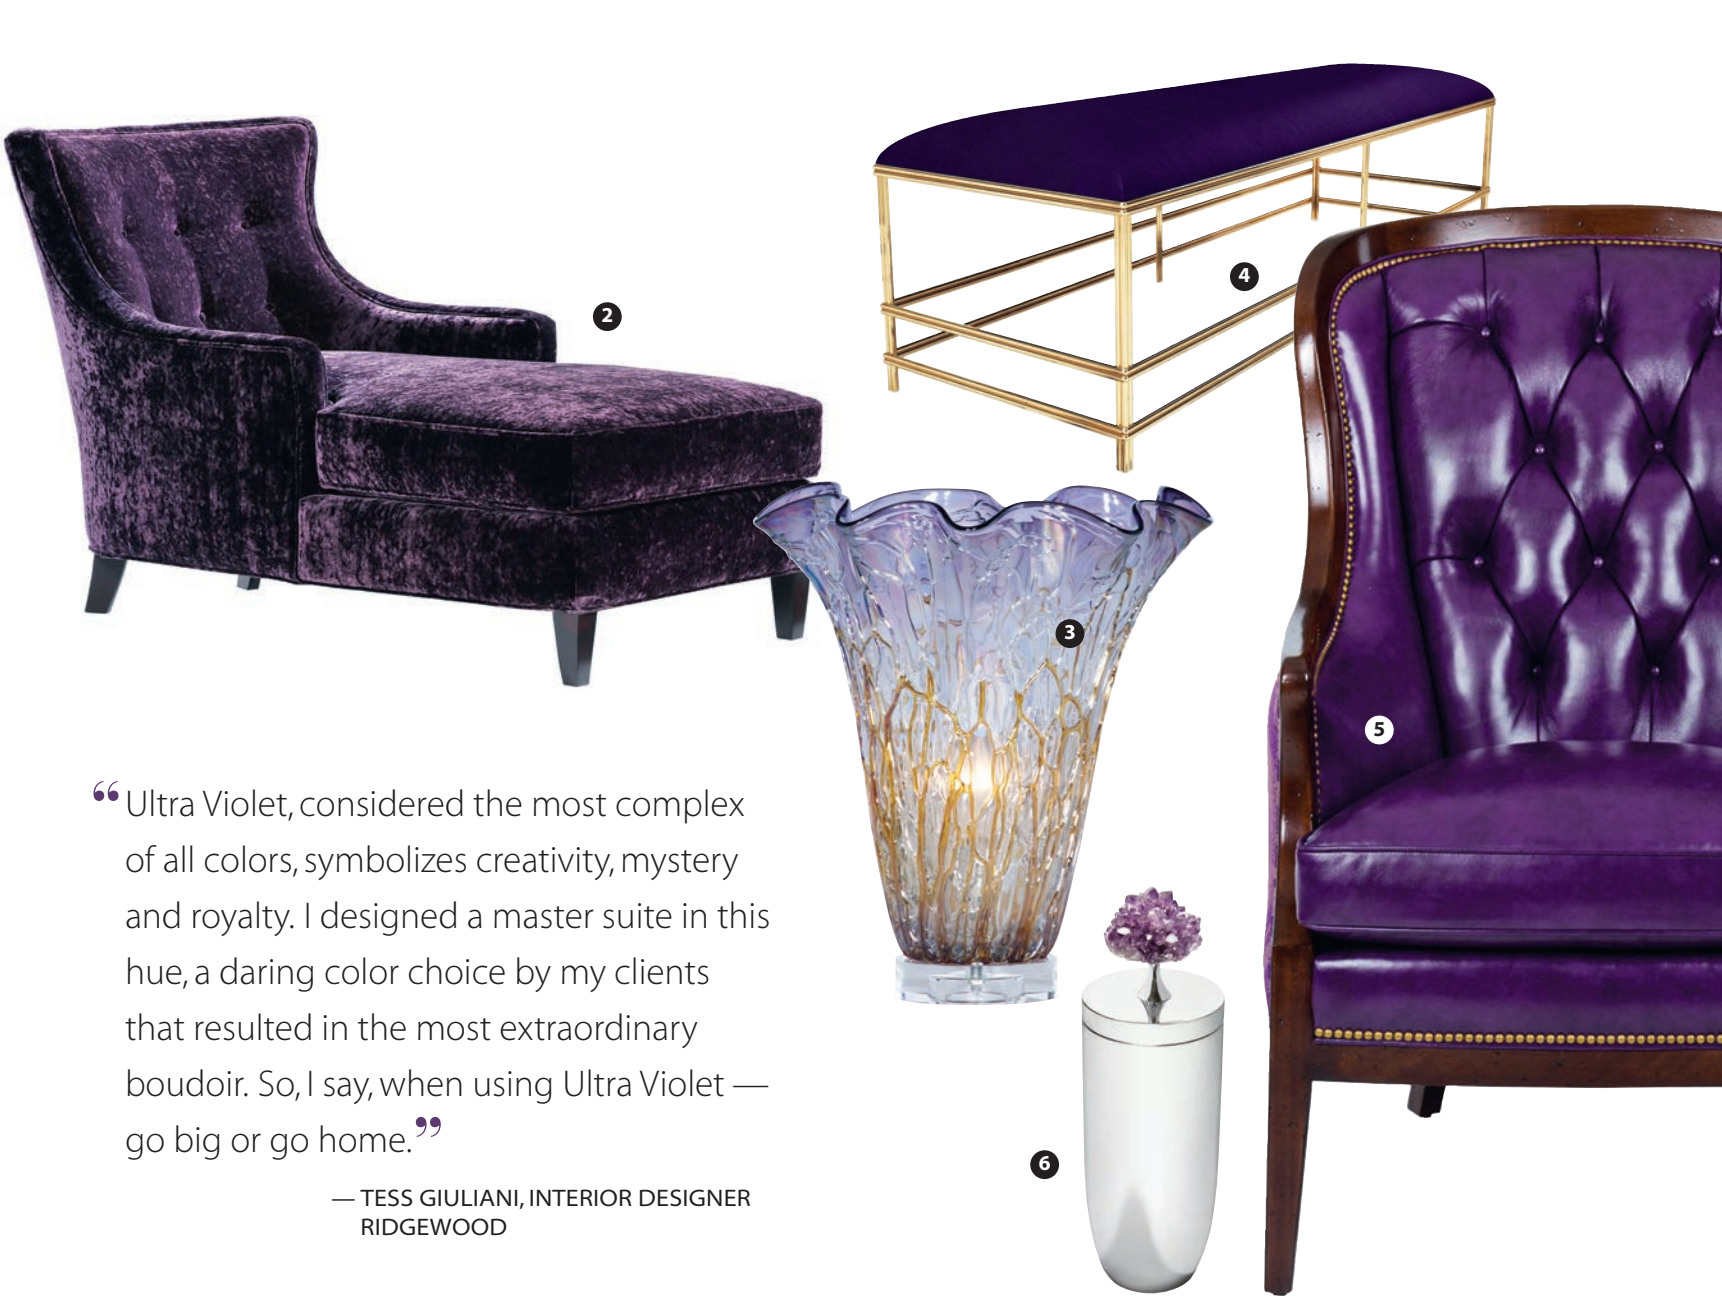 2
4
3
5
6
“Ultra Violet, considered the most complex
of all colors, symbolizes creativity, mystery
and royalty. I designed a master suite in this
hue, a daring color choice by my clients
that resulted in the most extraordinary
boudoir. So, I say, when using Ultra Violet —
go big or go home.”
— TESS GIULIANI, INTERIOR DESIGNER
RIDGEWOOD